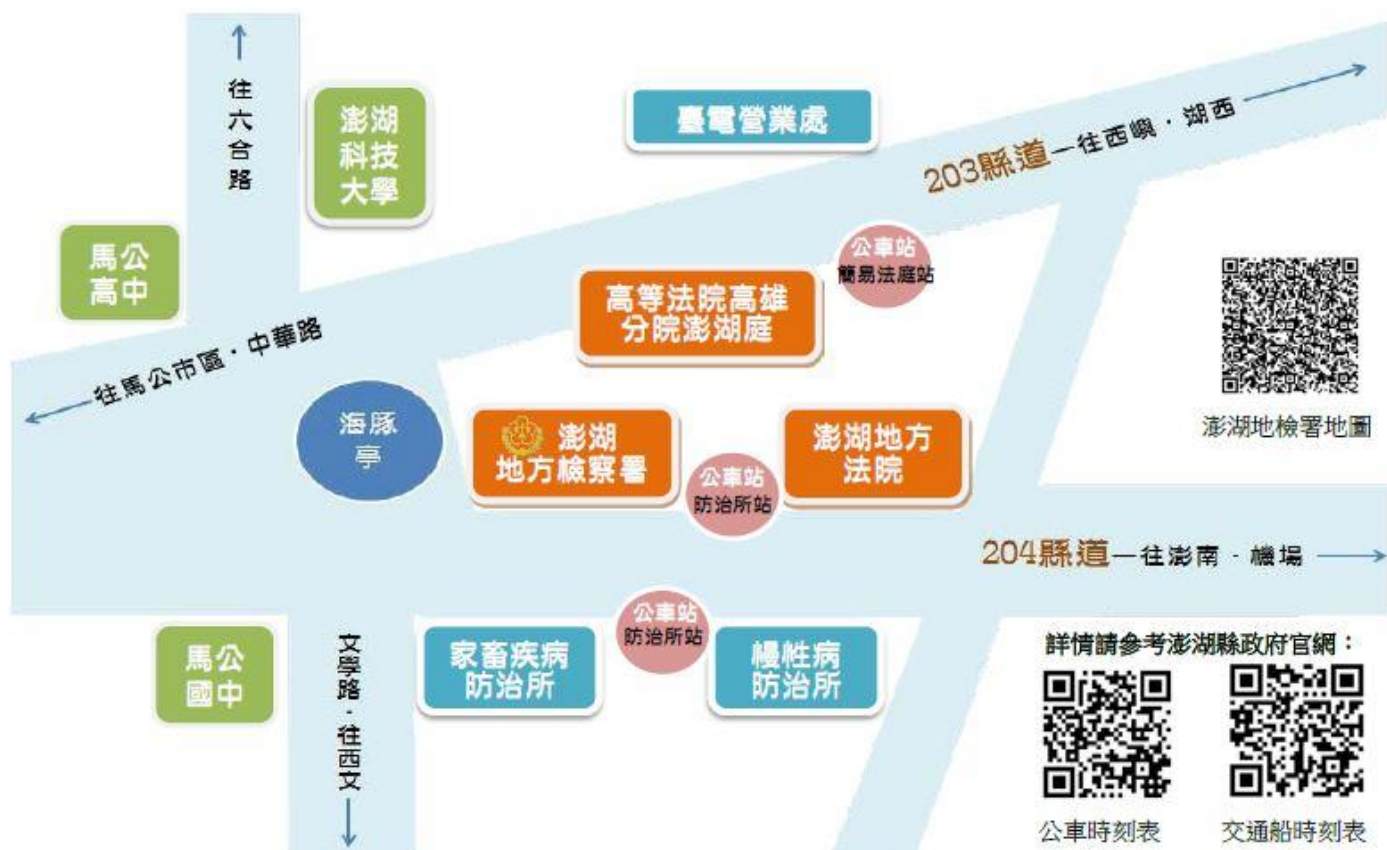 往六合路
澎湖
科技
大學
臺電營業處
203縣道－往西嶼．湖西
馬公
高中
公車站
簡易法庭站
高等法院高雄
分院澎湖庭
往馬公市區．中華路
澎湖地檢署地圖
海豚
亭
澎湖
地方檢察署
公車站
防治所站
澎湖地方
法院
204縣道－往澎南．機場
公車站
防治所站
馬公
國中
文學路．往西文
家畜疾病
防治所
慢性病
防治所
詳情請參考澎湖縣政府官網：
公車時刻表
交通船時刻表